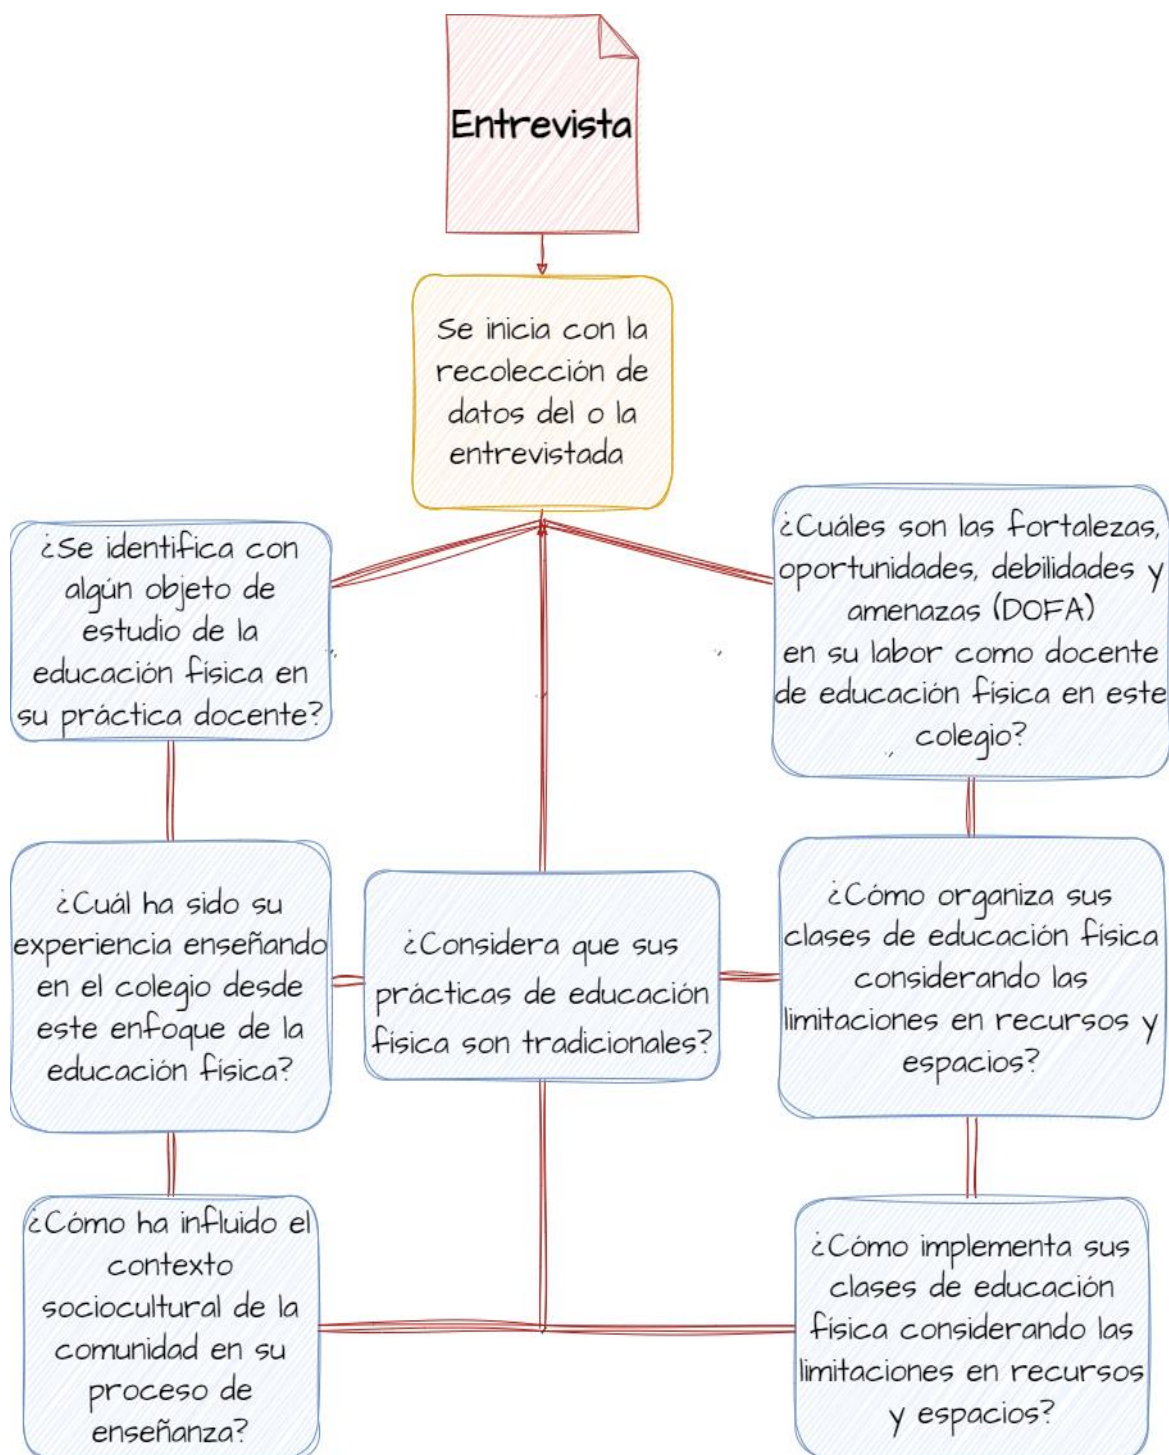 Entrevista
Se inicia con la
recolección de
datos del o la
entrevistada
¿Se identifica con
algún objeto de
estudio de la
educación física en
su práctica docente?
¿Cuáles son las fortalezas,
oportunidades, debilidades y
amenazas (DOFA)
en su labor como docente
de educación física en este
colegio?
¿Cuál ha sido su
experiencia enseñando
en el colegio desde
este enfoque de la
educación física?
¿Considera que sus
prácticas de educación
física son tradicionales?
¿Cómo organiza sus
clases de educación física
considerando las
limitaciones en recursos y
espacios?
¿Cómo ha influido el
contexto
sociocultural de la
comunidad en su
proceso de
enseñanza?
¿Cómo implementa sus
clases de educación
física considerando las
limitaciones en recursos
y espacios?